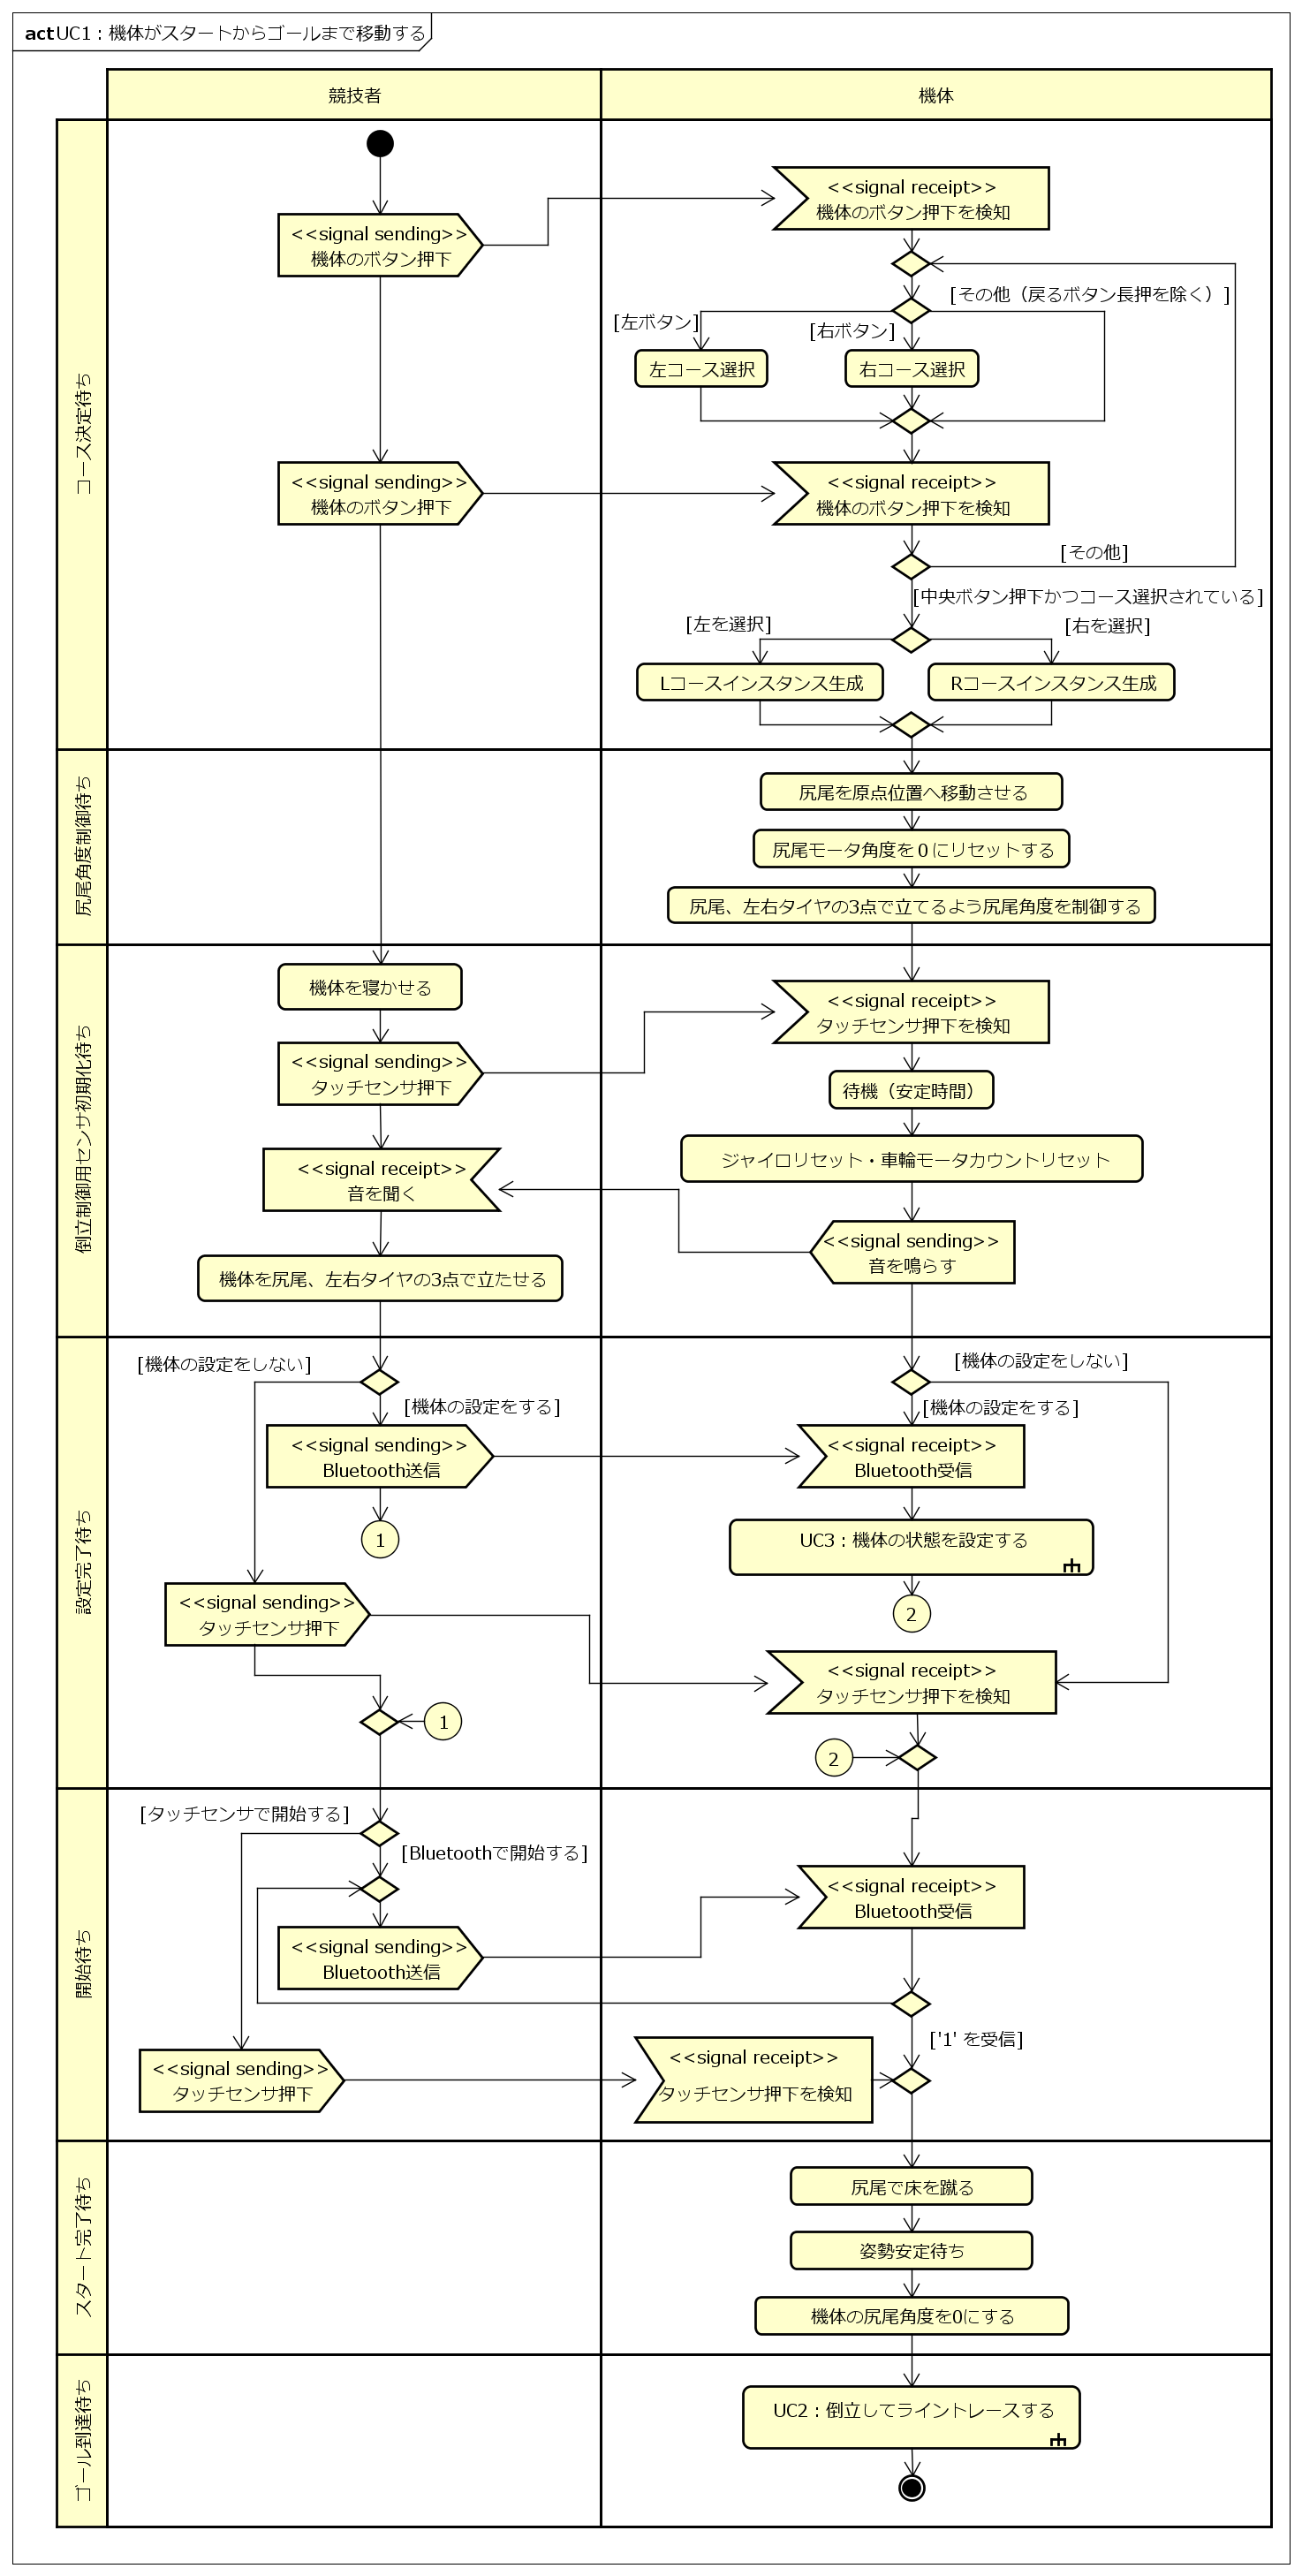 act UC1 : 機体がスタートからゴールまで移動する
競技者
機体
コース決定待ち
<<signal sending>>
機体のボタン押下
<<signal receipt>>
機体のボタン押下を検知
[その他（戻るボタン長押を除く）]
[左ボタン]
[右ボタン]
左コース選択
右コース選択
<<signal sending>>
機体のボタン押下
<<signal receipt>>
機体のボタン押下を検知
[その他]
[中央ボタン押下かつコース選択されている]
[左を選択]
[右を選択]
Lコースインスタンス生成
Rコースインスタンス生成
尻尾角度制御待ち
尻尾を原点位置へ移動させる
尻尾モータ角度を０にリセットする
尻尾、左右タイヤの3点で立てるよう尻尾角度を制御する
倒立制御用センサ初期化待ち
機体を寝かせる
<<signal sending>>
タッチセンサ押下
<<signal receipt>>
タッチセンサ押下を検知
待機（安定時間）
ジャイロリセット・車輪モータカウントリセット
<<signal receipt>>
音を聞く
<<signal sending>>
音を鳴らす
機体を尻尾、左右タイヤの3点で立たせる
設定完了待ち
[機体の設定をしない]
[機体の設定をする]
[機体の設定をしない]
[機体の設定をする]
<<signal sending>>
Bluetooth送信
<<signal receipt>>
Bluetooth受信
1
UC3 : 機体の状態を設定する
2
<<signal sending>>
タッチセンサ押下
<<signal receipt>>
タッチセンサ押下を検知
1
2
開始待ち
[タッチセンサで開始する]
[Bluetoothで開始する]
<<signal receipt>>
Bluetooth受信
<<signal sending>>
Bluetooth送信
['1' を受信]
<<signal sending>>
タッチセンサ押下
<<signal receipt>>
タッチセンサ押下を検知
スタート完了待ち
尻尾で床を蹴る
姿勢安定待ち
機体の尻尾角度を0にする
ゴール到達待ち
UC2 : 倒立してライントレースする